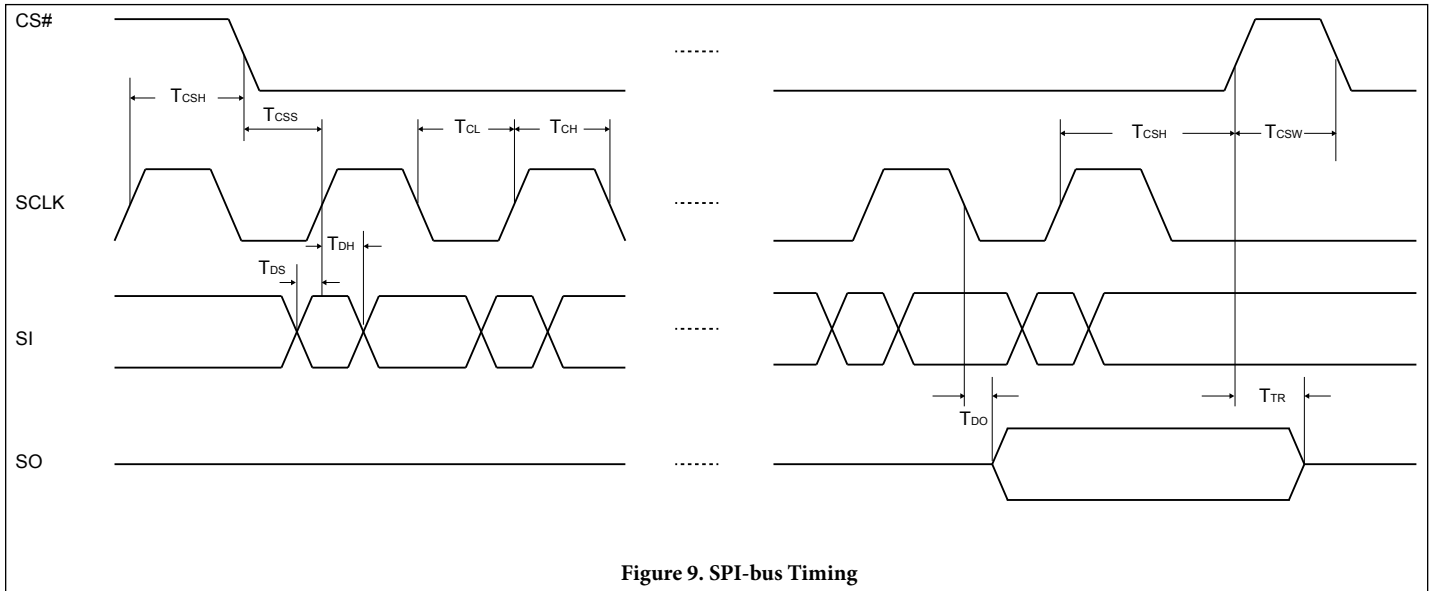 CS#
TCSH
TCSS
TCL
TCH
TCSH
TCSW
SCLK
TDH
TDS
SI
TTR
TDO
SO
Figure 9. SPI-bus Timing